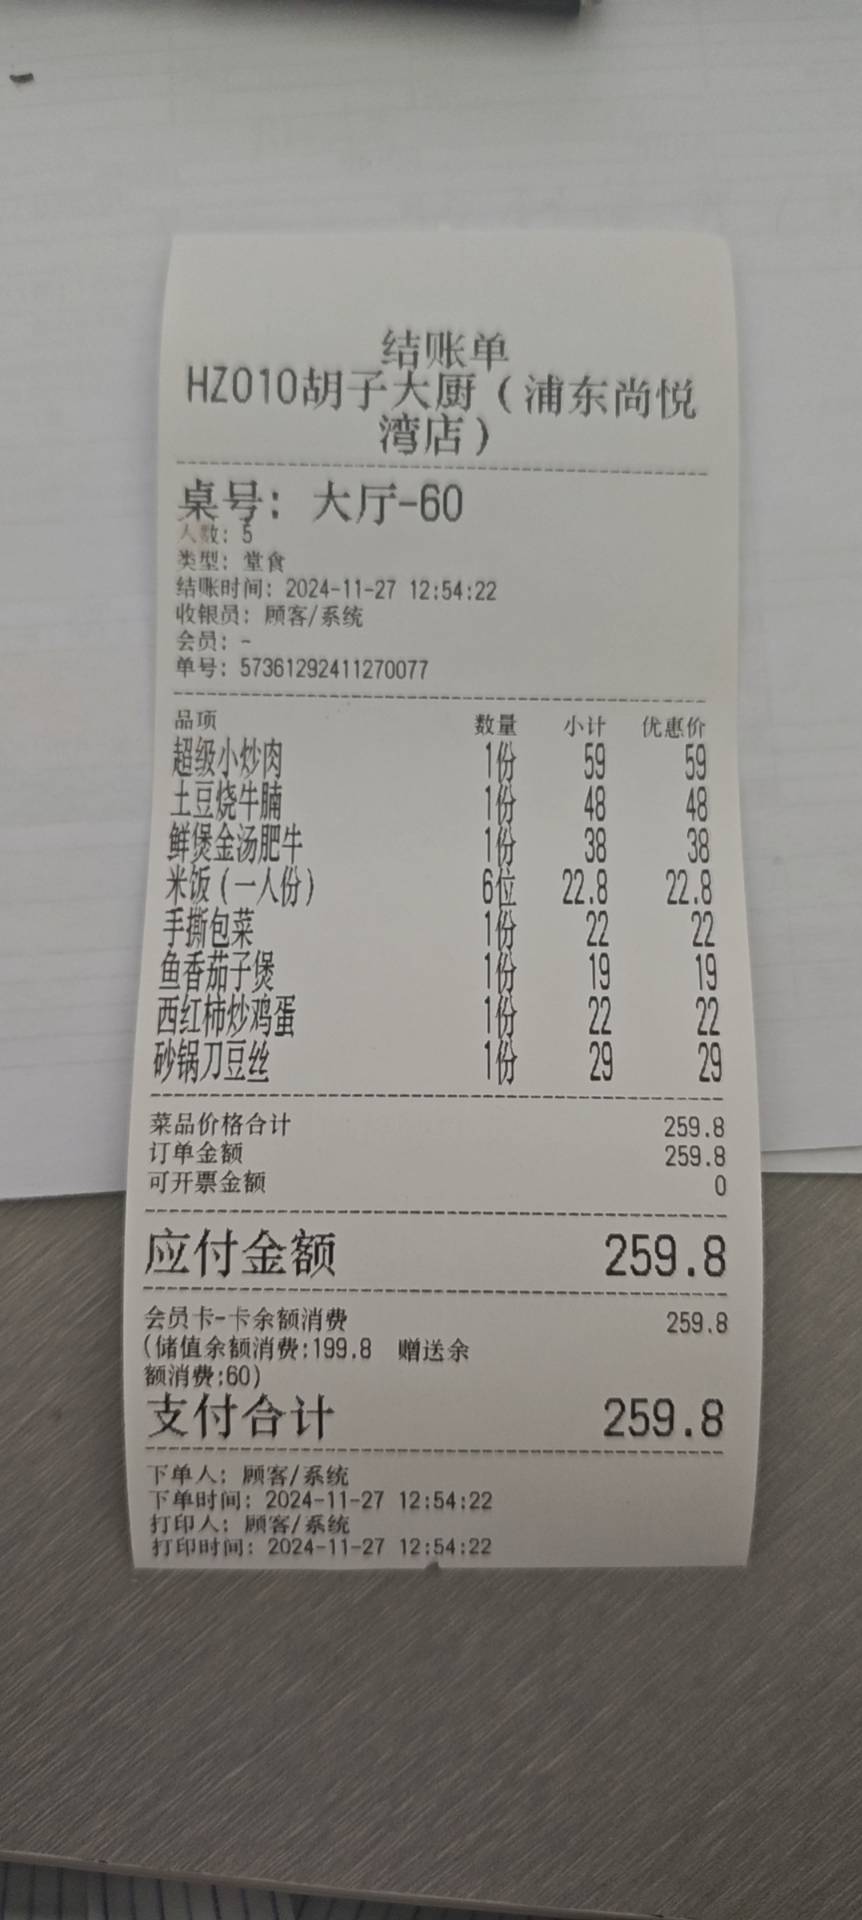 结账单
HZ010胡子大厨（浦东尚悦
湾店）
桌号：大厅-60
人数：5
类型：堂食
结账时间：2024-11-27 12:54:22
收银员：顾客/系统
会员：-
单号：57361292411270077
品项 数量 小计 优惠价
超级小炒肉 1份 59 59
土豆烧牛腩 1份 48 48
鲜煲金汤肥牛 1份 38 38
米饭（一人份） 6位 22.8 22.8
手撕包菜 1份 22 22
鱼香茄子煲 1份 19 19
西红柿炒鸡蛋 1份 22 22
砂锅刀豆丝 1份 29 29
菜品价格合计 259.8
订单金额 259.8
可开票金额 0
应付金额 259.8
会员卡-卡余额消费 259.8
(储值余额消费:199.8 赠送余
额消费:60)
支付合计 259.8
下单人：顾客/系统
下单时间：2024-11-27 12:54:22
打印人：顾客/系统
打印时间：2024-11-27 12:54:22